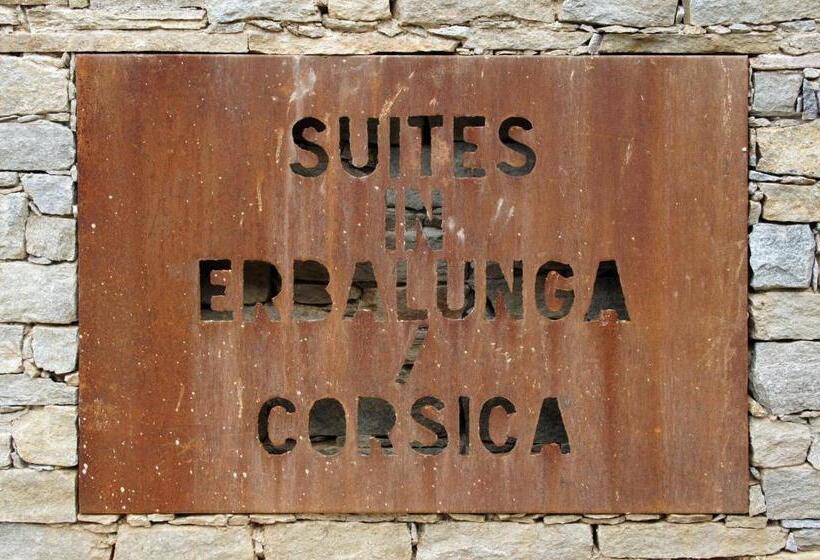 SUITES
IN
ERBALUNGA
/
CORSICA